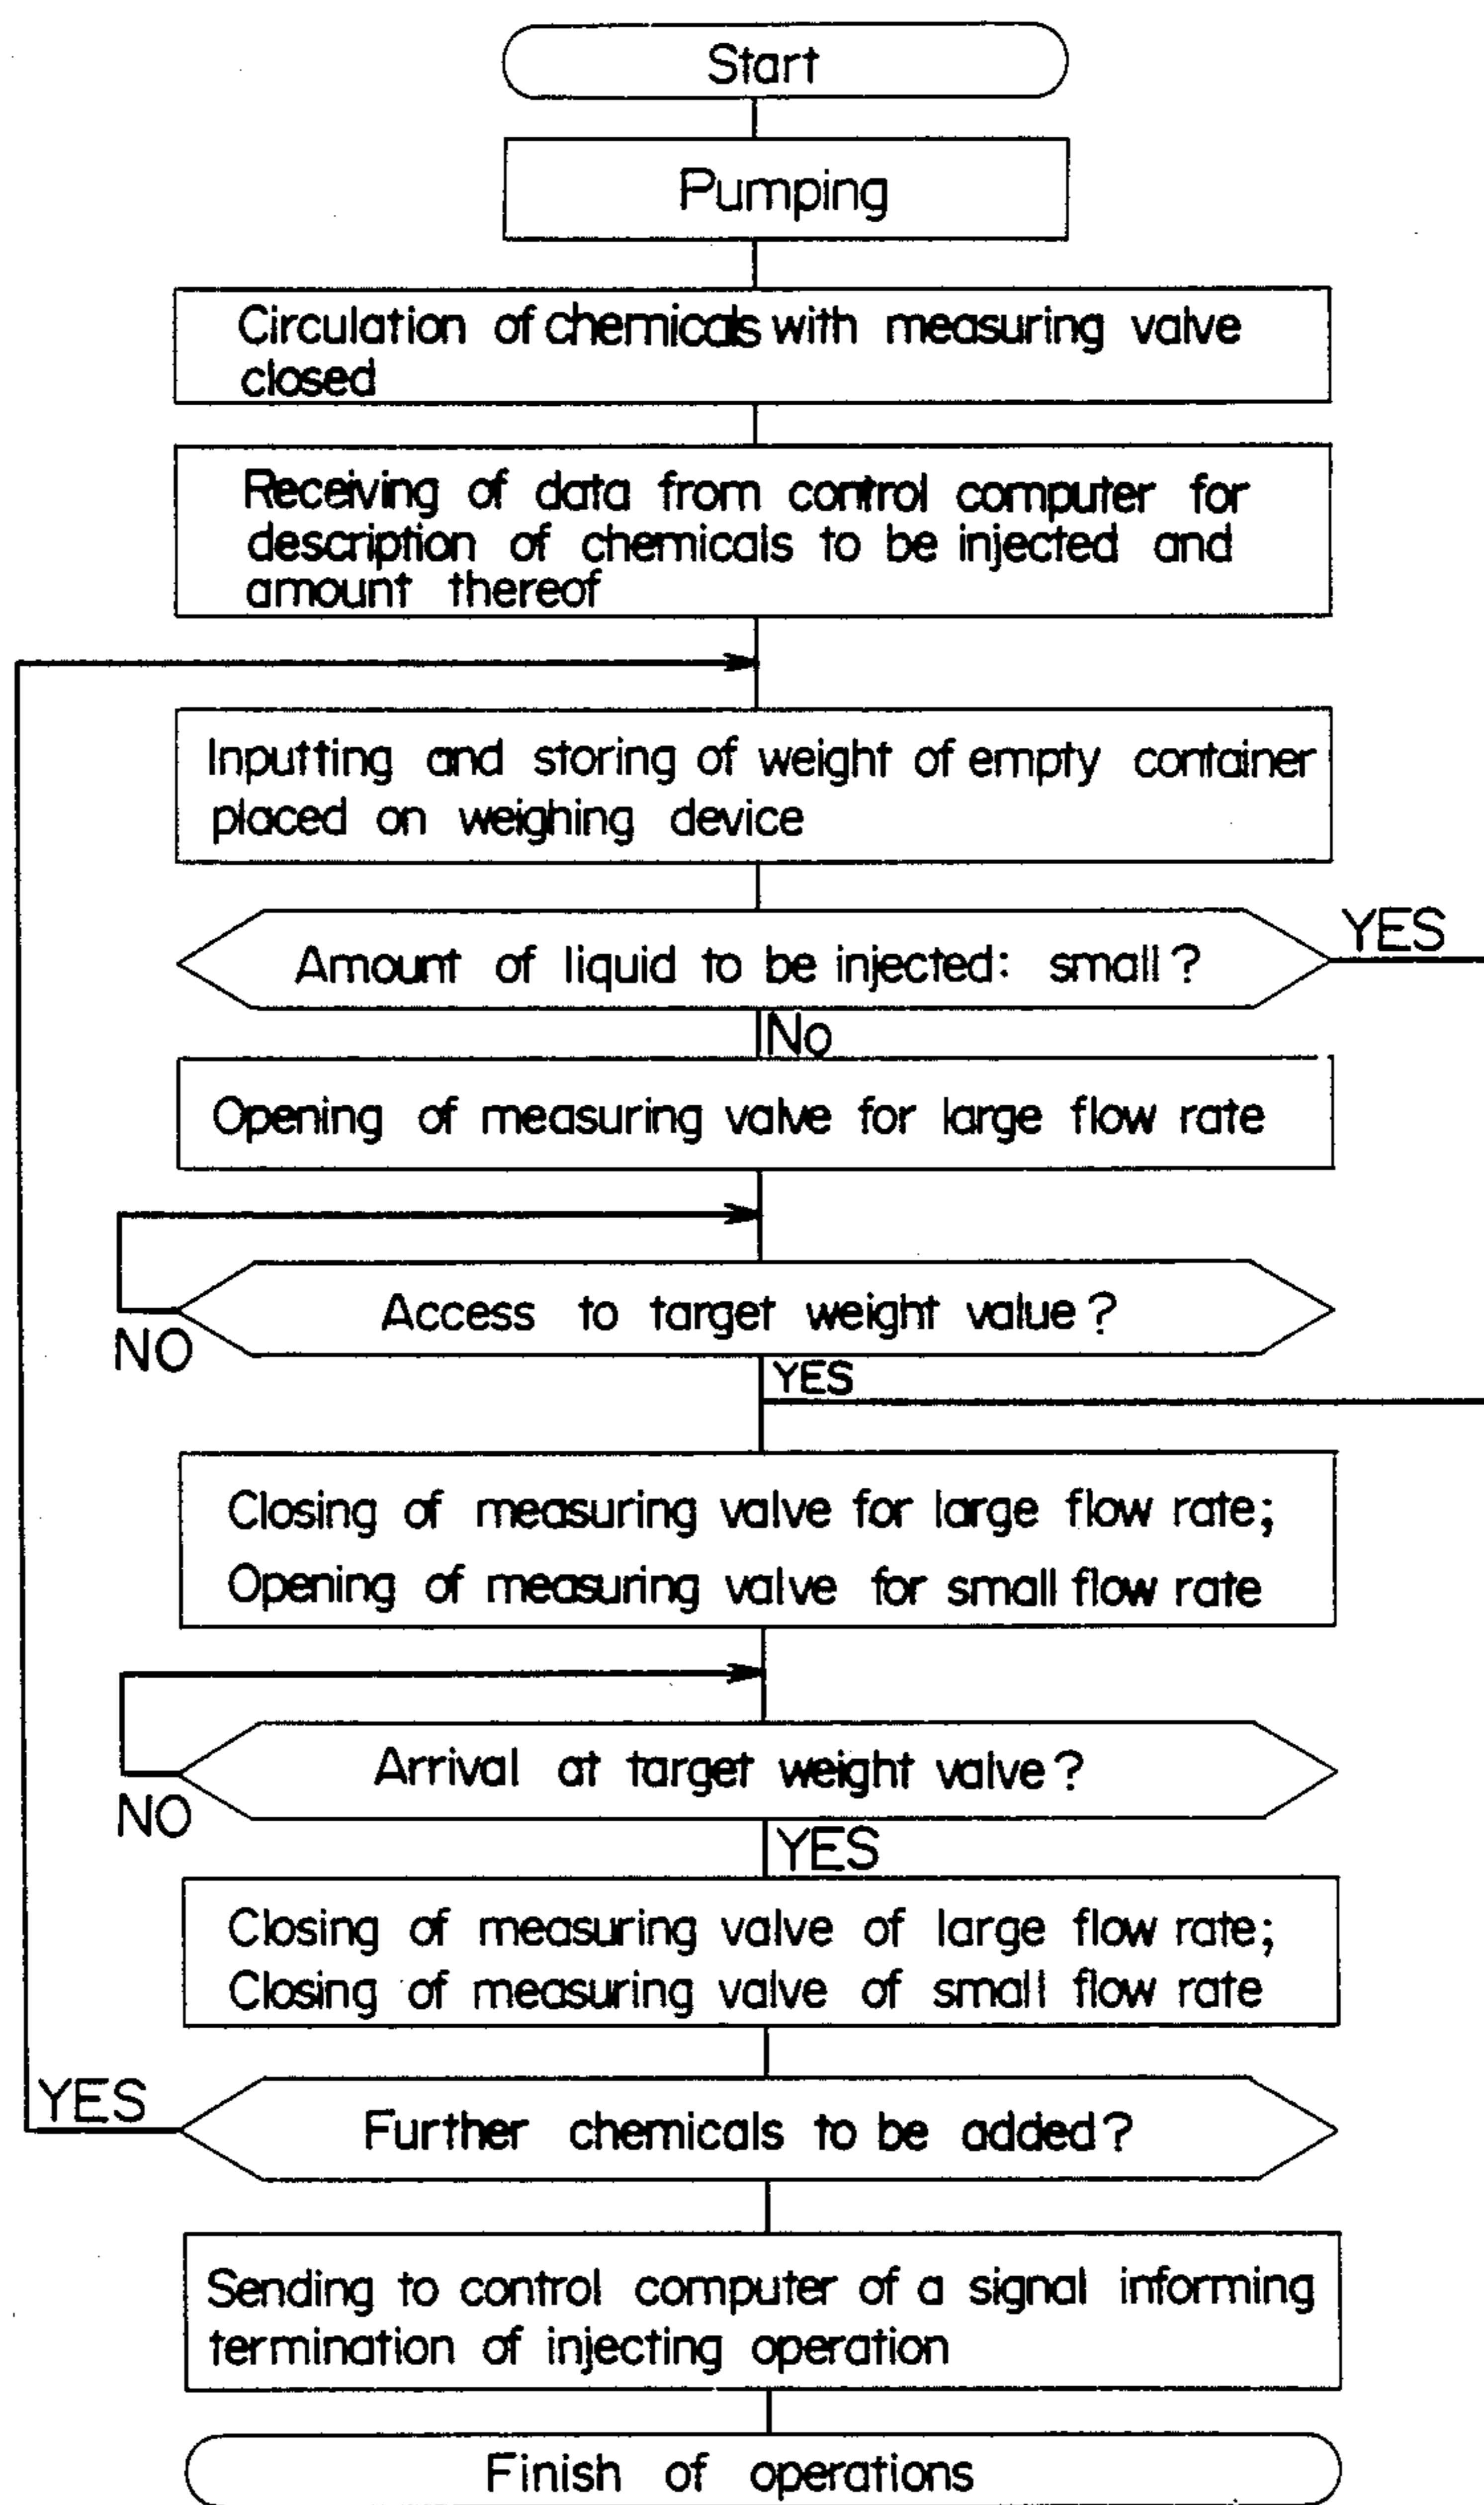 Start
Pumping
Circulation of chemicals with measuring valve
closed
Receiving of data from control computer for
description of chemicals to be injected and
amount thereof
Inputting and storing of weight of empty container
placed on weighing device
Amount of liquid to be injected: small?
YES
No
Opening of measuring valve for large flow rate
Access to target weight value?
NO
YES
Closing of measuring valve for large flow rate;
Opening of measuring valve for small flow rate
Arrival at target weight valve?
NO
YES
Closing of measuring valve of large flow rate;
Closing of measuring valve of small flow rate
YES
Further chemicals to be added?
Sending to control computer of a signal informing
termination of injecting operation
Finish of operations